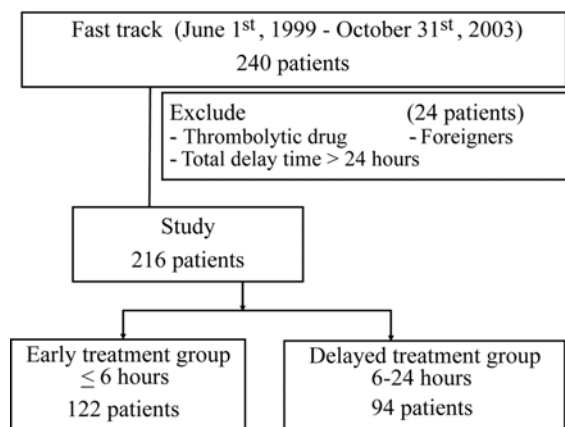 Fast track (June 1st, 1999 - October 31st, 2003)
240 patients
Exclude (24 patients)
- Thrombolytic drug - Foreigners
- Total delay time > 24 hours
Study
216 patients
Early treatment group
≤ 6 hours
122 patients
Delayed treatment group
6-24 hours
94 patients